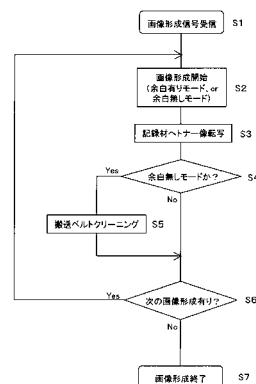 画像形成信号受信 S1
画像形成開始
(余白有りモード、or
余白無しモード) S2
記録材へトナー像転写 S3
余白無しモードか? S4
Yes
No
搬送ベルトクリーニング S5
次の画像形成有り? S6
Yes
No
画像形成終了 S7